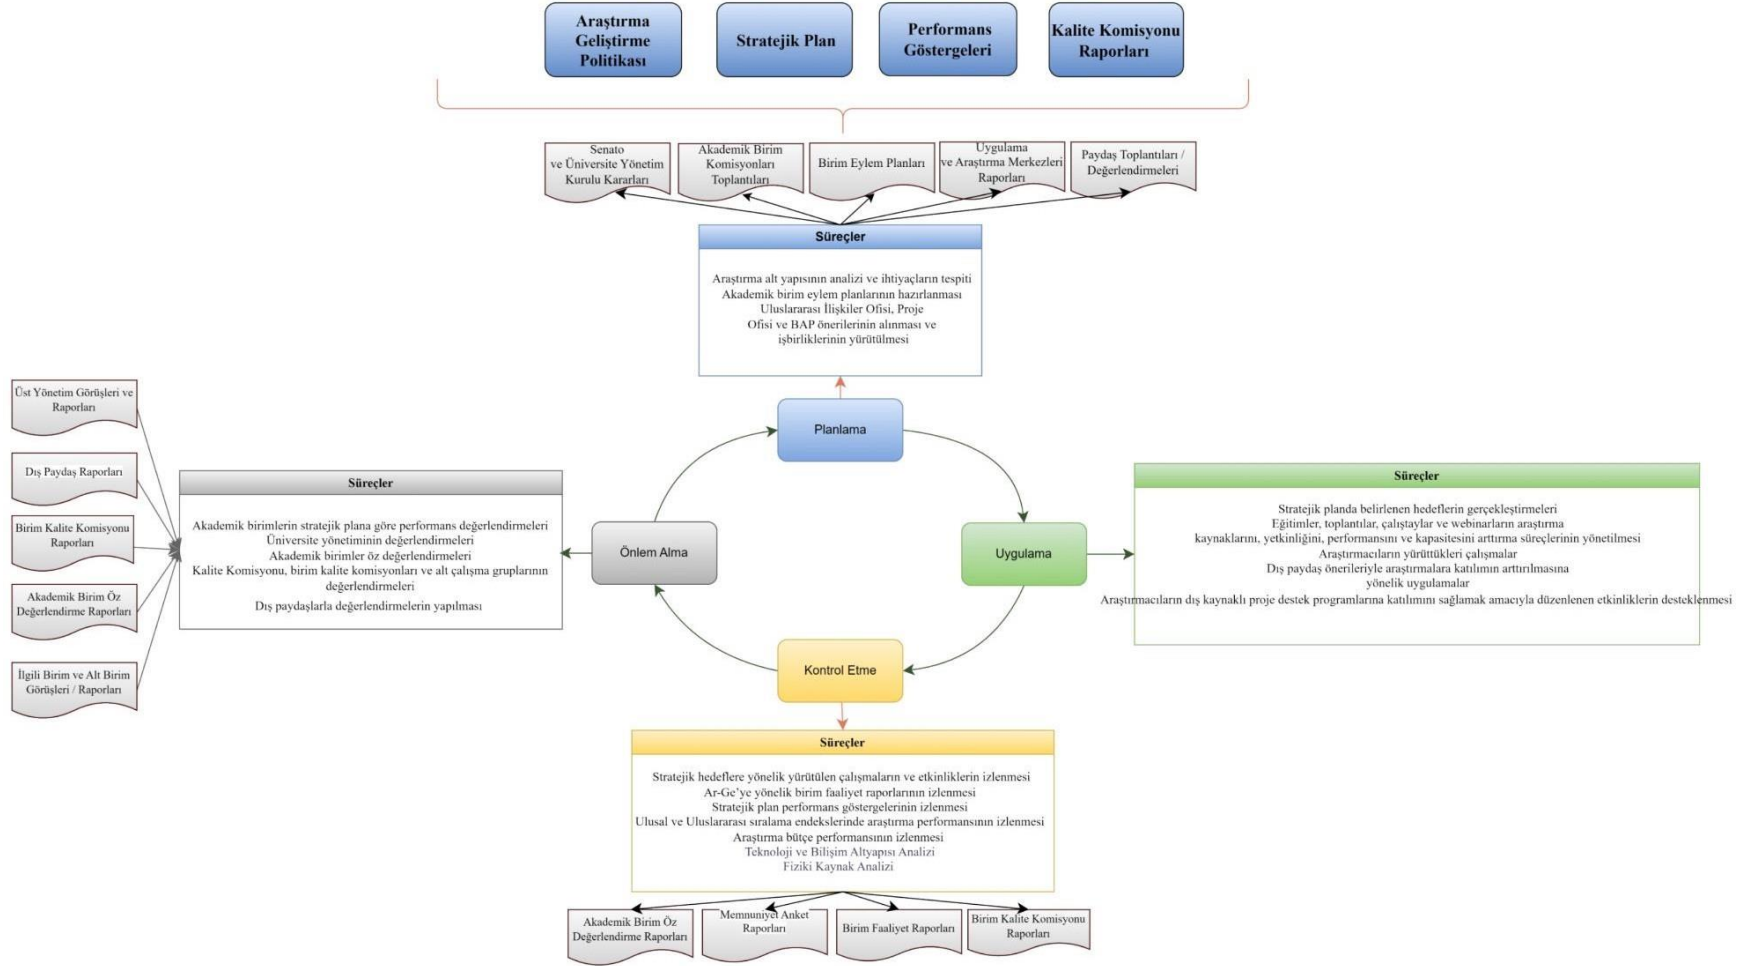 Araştırma
Geliştirme
Politikası
Stratejik Plan
Performans
Göstergeleri
Kalite Komisyonu
Raporları
Senato
ve Üniversite Yönetim
Kurulu Kararları
Akademik Birim
Komisyonları
Toplantıları
Birim Eylem Planları
Uygulama
ve Araştırma Merkezleri
Raporları
Paydaş Toplantıları /
Değerlendirmeleri
Süreçler
Araştırma alt yapısının analizi ve ihtiyaçların tespiti
Akademik birim eylem planlarının hazırlanması
Uluslararası İlişkiler Ofisi, Proje
Ofisi ve BAP önerilerinin alınması ve
işbirliklerinin yürütülmesi
Planlama
Üst Yönetim Görüşleri ve
Raporları
Dış Paydaş Raporları
Birim Kalite Komisyonu
Raporları
Akademik Birim Öz
Değerlendirme Raporları
İlgili Birim ve Alt Birim
Görüşleri / Raporları
Süreçler
Akademik birimlerin stratejik plana göre performans değerlendirmeleri
Üniversite yönetiminin değerlendirmeleri
Akademik birimler öz değerlendirmeleri
Kalite Komisyonu, birim kalite komisyonları ve alt çalışma gruplarının
değerlendirmeleri
Dış paydaşlarla değerlendirmelerin yapılması
Önlem Alma
Uygulama
Süreçler
Stratejik planda belirlenen hedeflerin gerçekleştirmeleri
Eğitimler, toplantılar, çalıştaylar ve webinarların araştırma
kaynaklarını, yetkinliğini, performansını ve kapasitesini arttırma süreçlerinin yönetilmesi
Araştırmacıların yürüttükleri çalışmalar
Dış paydaş önerileriyle araştırmalara katılımın arttırılmasına
yönelik uygulamalar
Araştırmacıların dış kaynaklı proje destek programlarına katılımını sağlamak amacıyla düzenlenen etkinliklerin desteklenmesi
Kontrol Etme
Süreçler
Stratejik hedeflere yönelik yürütülen çalışmaların ve etkinliklerin izlenmesi
Ar-Ge'ye yönelik birim faaliyet raporlarının izlenmesi
Stratejik plan performans göstergelerinin izlenmesi
Ulusal ve Uluslararası sıralama endekslerinde araştırma performansının izlenmesi
Araştırma bütçe performansının izlenmesi
Teknoloji ve Bilişim Altyapısı Analizi
Fiziki Kaynak Analizi
Akademik Birim Öz
Değerlendirme Raporları
Memnuniyet Anket
Raporları
Birim Faaliyet Raporları
Birim Kalite Komisyonu
Raporları